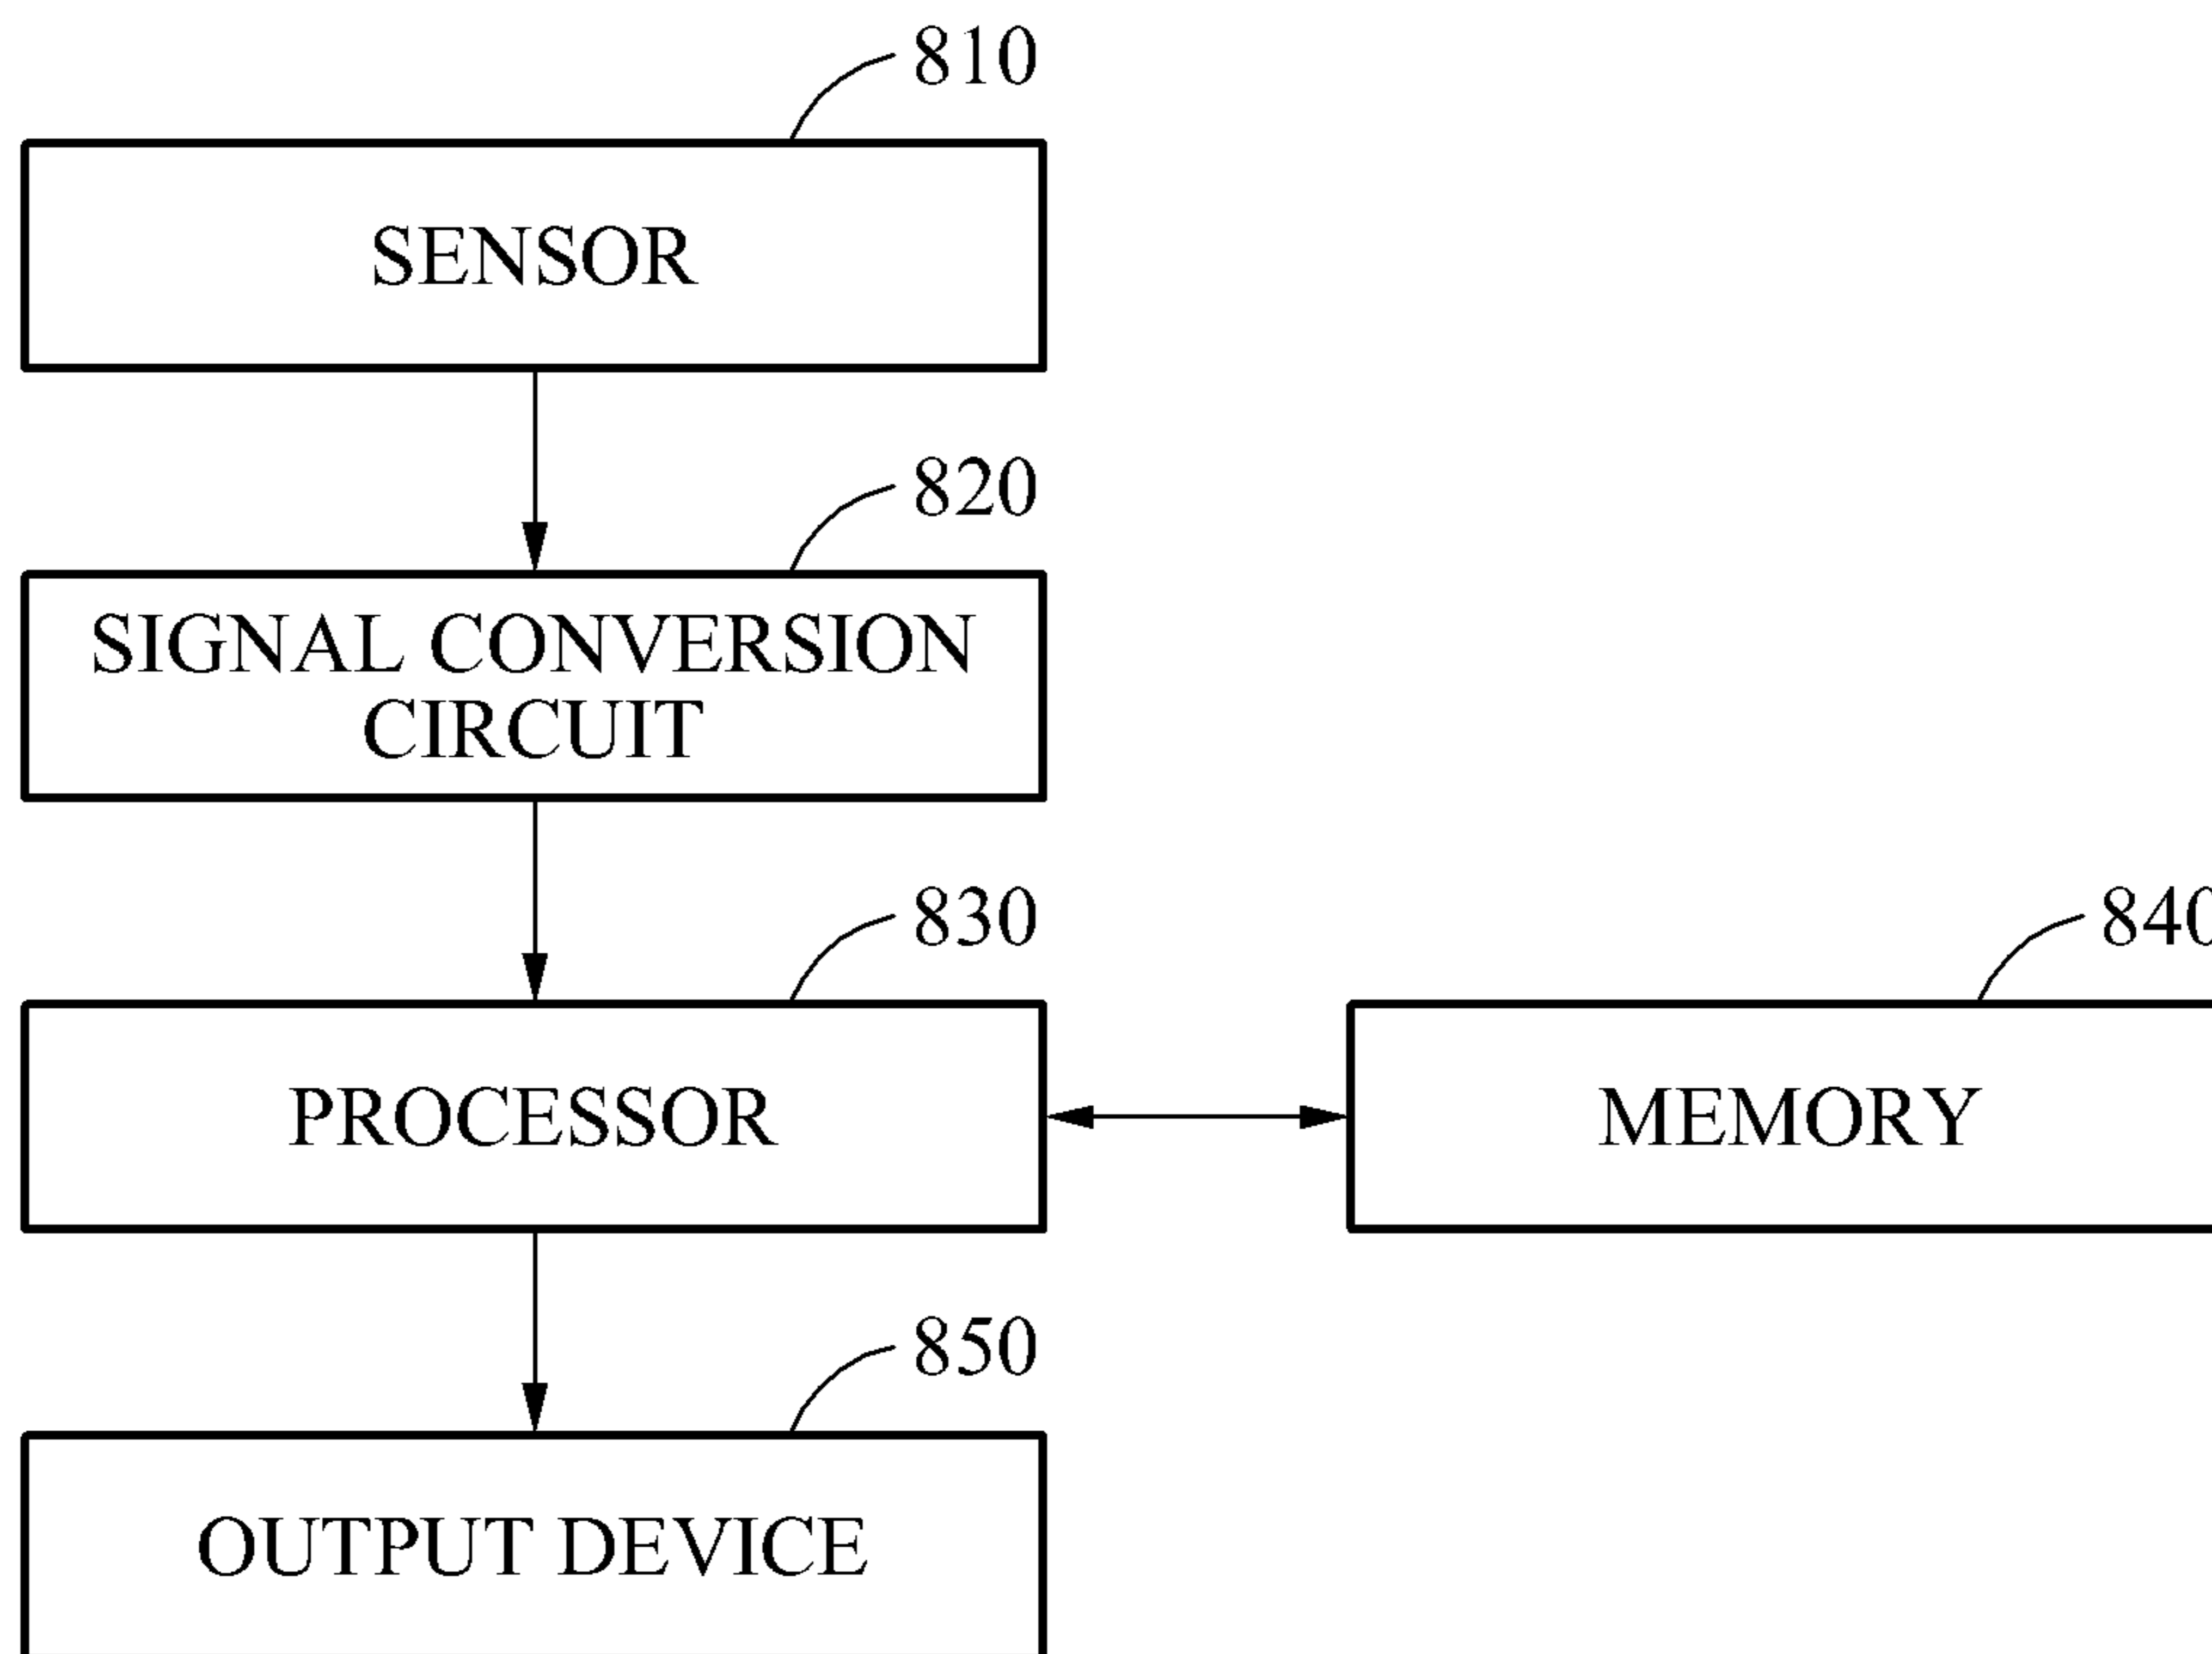 810
SENSOR
820
SIGNAL CONVERSION
CIRCUIT
830
840
PROCESSOR
MEMORY
850
OUTPUT DEVICE